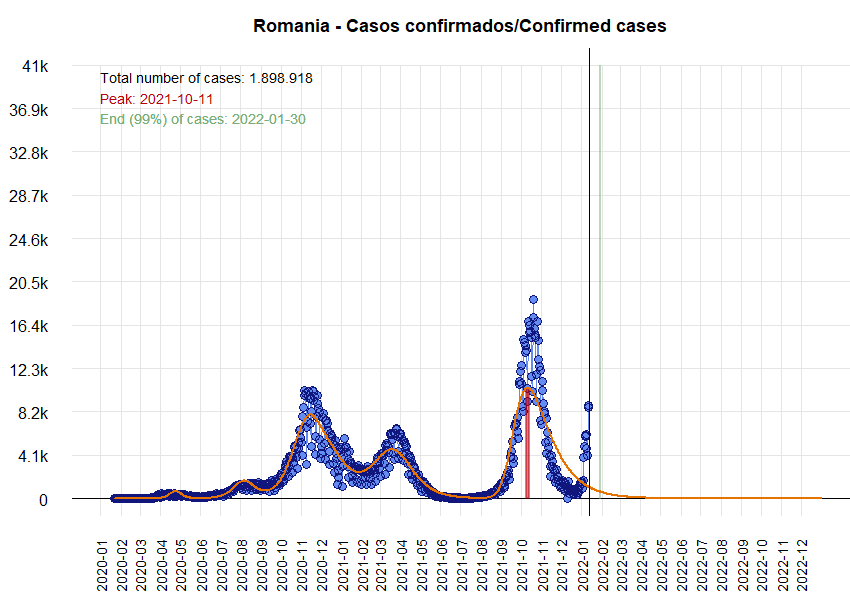 Romania - Casos confirmados/Confirmed cases
41k
36.9k
32.8k
28.7k
24.6k
20.5k
16.4k
12.3k
8.2k
4.1k
0
Total number of cases: 1.898.918
Peak: 2021-10-11
End (99%) of cases: 2022-01-30
2020-01
2020-02
2020-03
2020-04
2020-05
2020-06
2020-07
2020-08
2020-09
2020-10
2020-11
2020-12
2021-01
2021-02
2021-03
2021-04
2021-05
2021-06
2021-07
2021-08
2021-09
2021-10
2021-11
2021-12
2022-01
2022-02
2022-03
2022-04
2022-05
2022-06
2022-07
2022-08
2022-09
2022-10
2022-11
2022-12